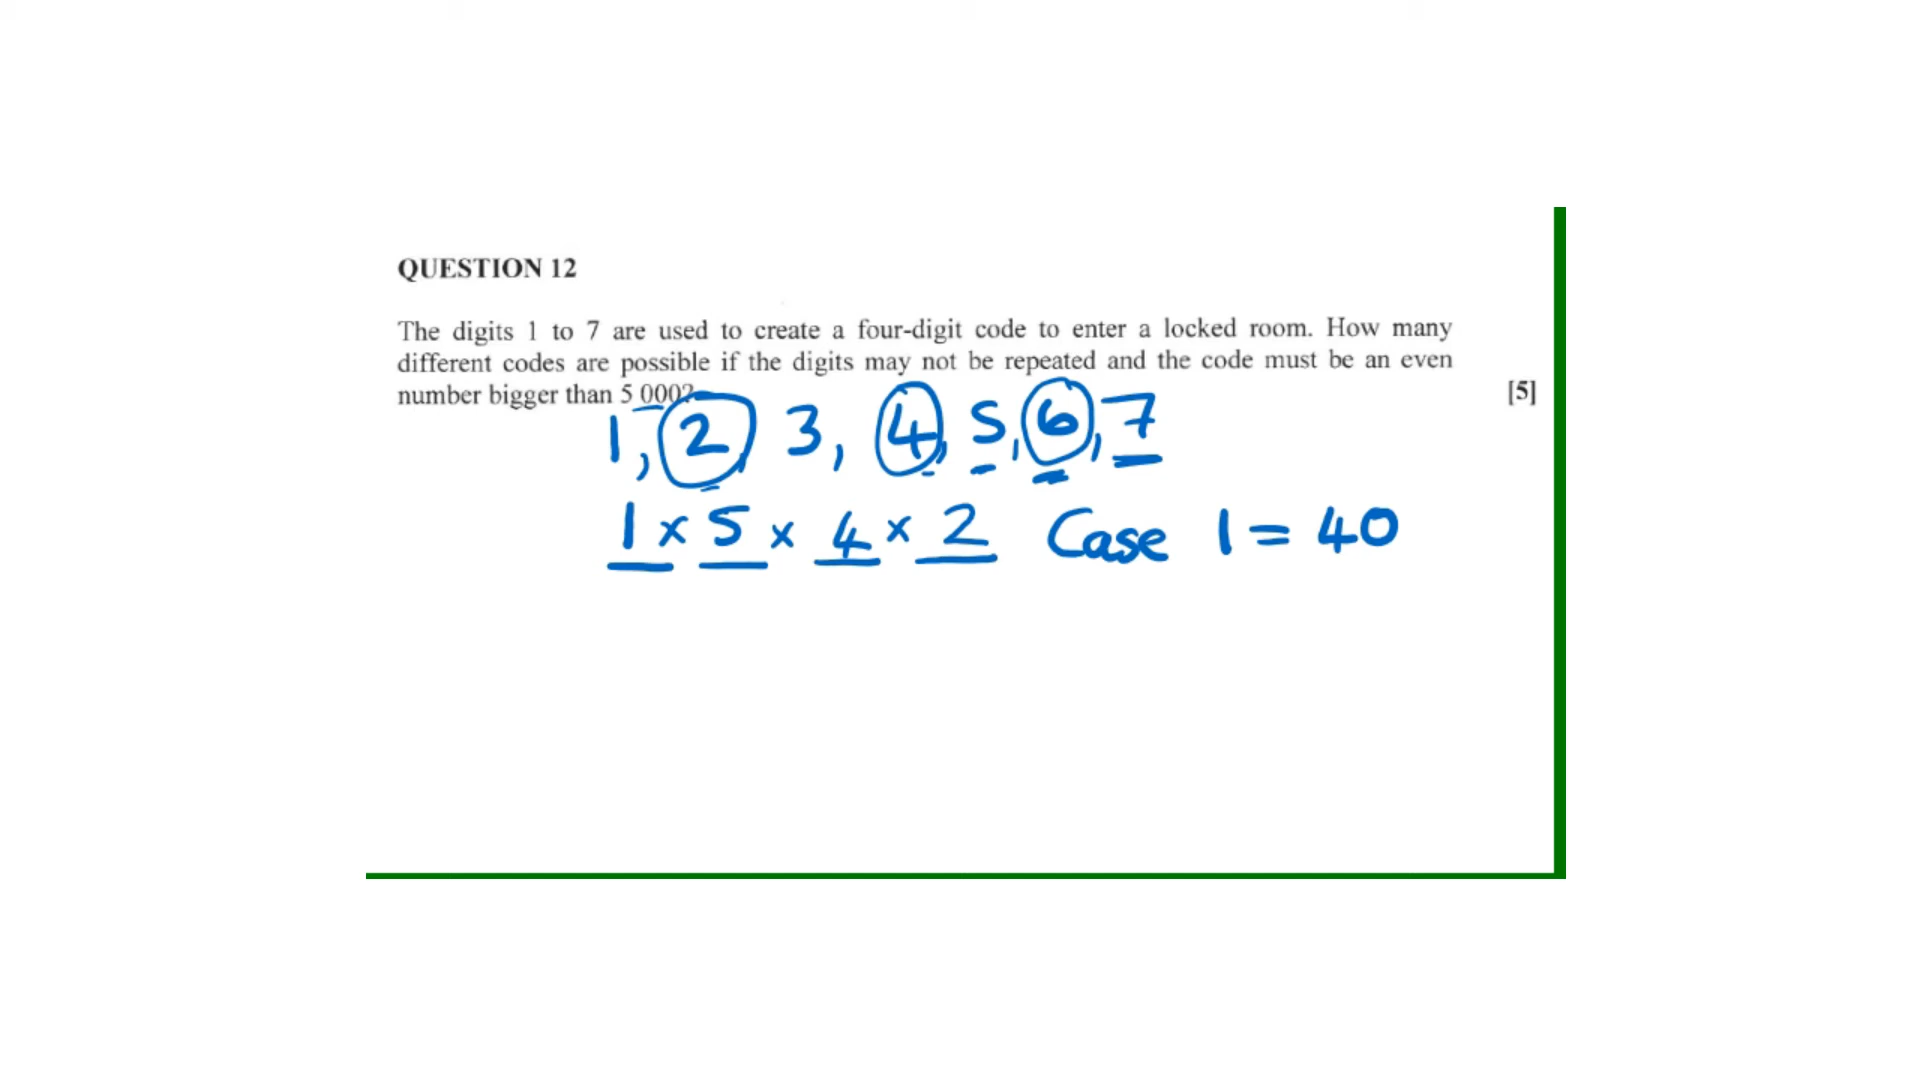 QUESTION 12
The digits 1 to 7 are used to create a four-digit code to enter a locked room. How many
different codes are possible if the digits may not be repeated and the code must be an even
number bigger than 5 000?
[5]
1, 2, 3, 4, 5, 6, 7
1 × 5 × 4 × 2 Case 1 = 40